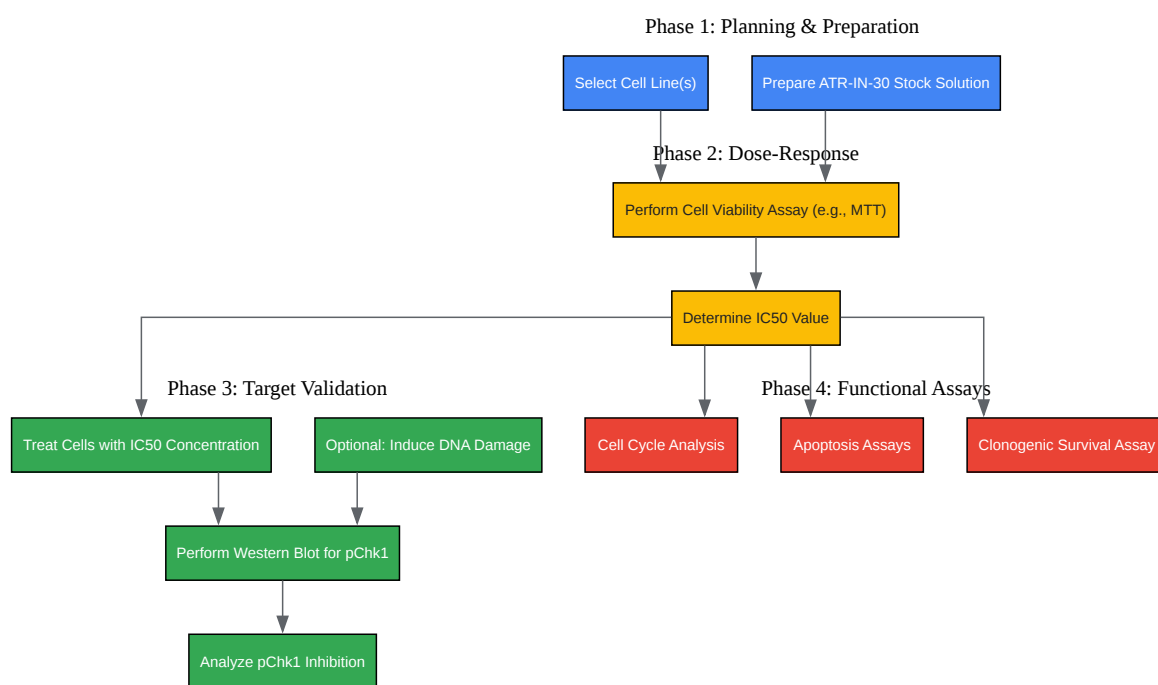 Phase 1: Planning & Preparation
Select Cell Line(s)
Prepare ATR-IN-30 Stock Solution
Phase 2: Dose-Response
Perform Cell Viability Assay (e.g., MTT)
Determine IC50 Value
Phase 3: Target Validation
Phase 4: Functional Assays
Treat Cells with IC50 Concentration
Optional: Induce DNA Damage
Cell Cycle Analysis
Apoptosis Assays
Clonogenic Survival Assay
Perform Western Blot for pChk1
Analyze pChk1 Inhibition